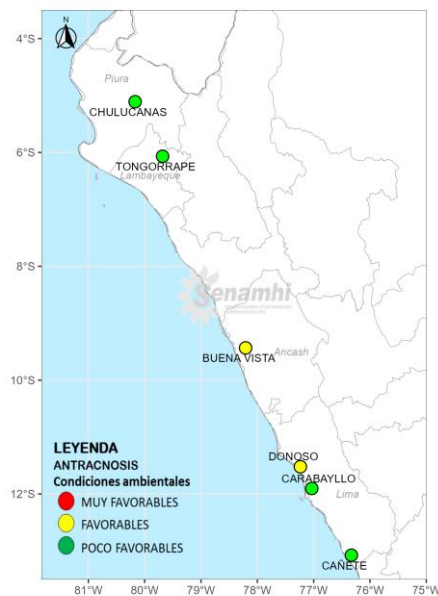 N
4°S
Piura
CHULUCANAS
6°S
TONGORRAPE
Lambayeque
8°S
Senamhi
BUENA VISTA
Ancash
10°S
LEYENDA
ANTRACNOSIS
Condiciones ambientales
MUY FAVORABLES
FAVORABLES
POCO FAVORABLES
DONOSO
CARABAYLLO
Lima
12°S
CAÑETE
81°W 80°W 79°W 78°W 77°W 76°W 75°W